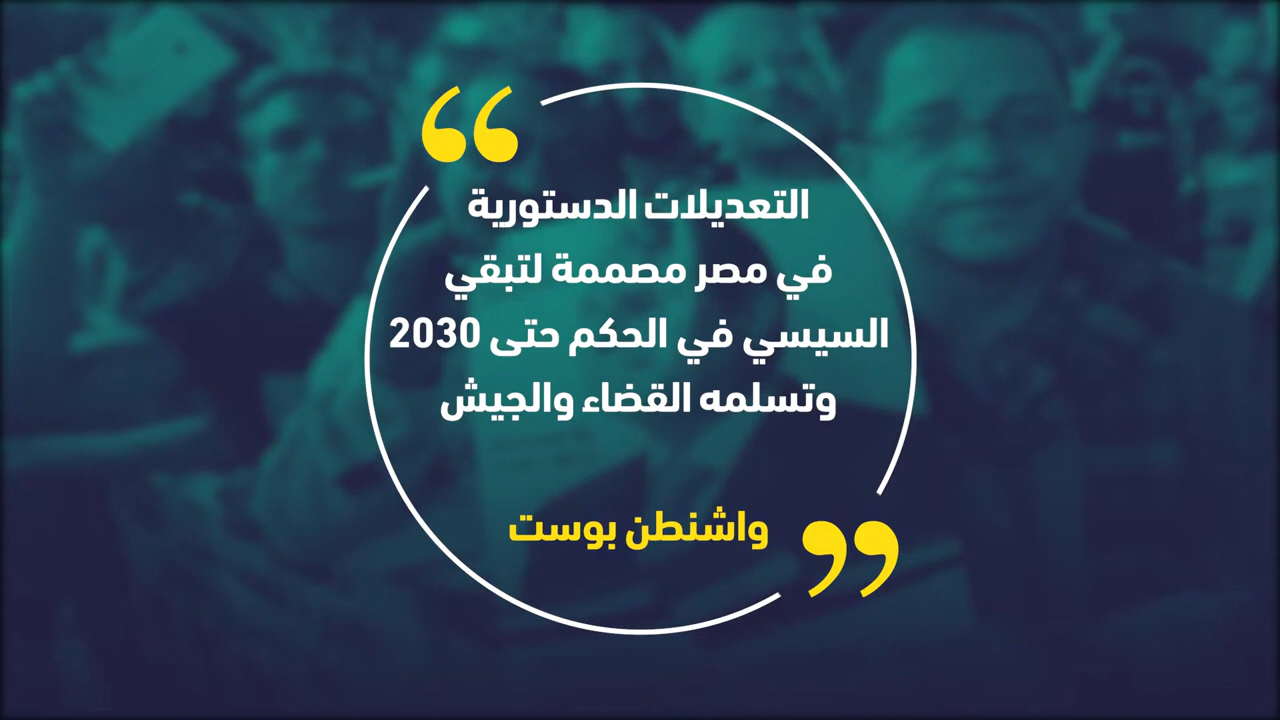 التعديلات الدستورية
في مصر مصممة لتبقي
السيسي في الحكم حتى 2030
وتسلمه القضاء والجيش
واشنطن بوست